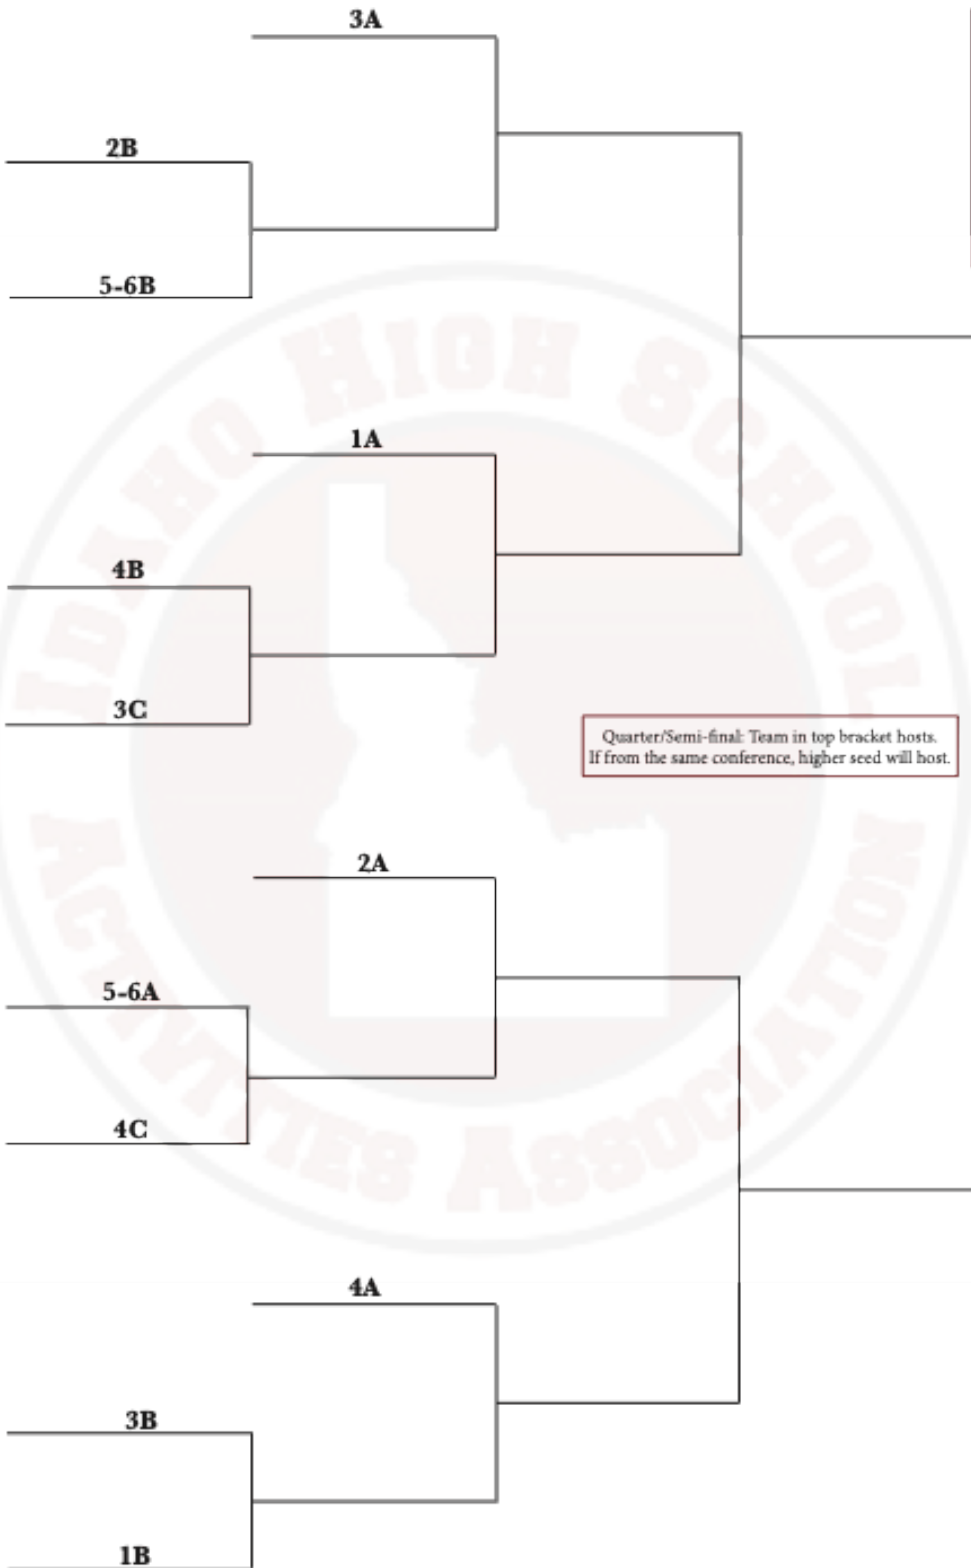 3A
2B
5-6B
1A
4B
3C
Quarter/Semi-final: Team in top bracket hosts.
If from the same conference, higher seed will host.
2A
5-6A
4C
4A
3B
1B
IDAHO HIGH SCHOOL
ACTIVITIES ASSOCIATION